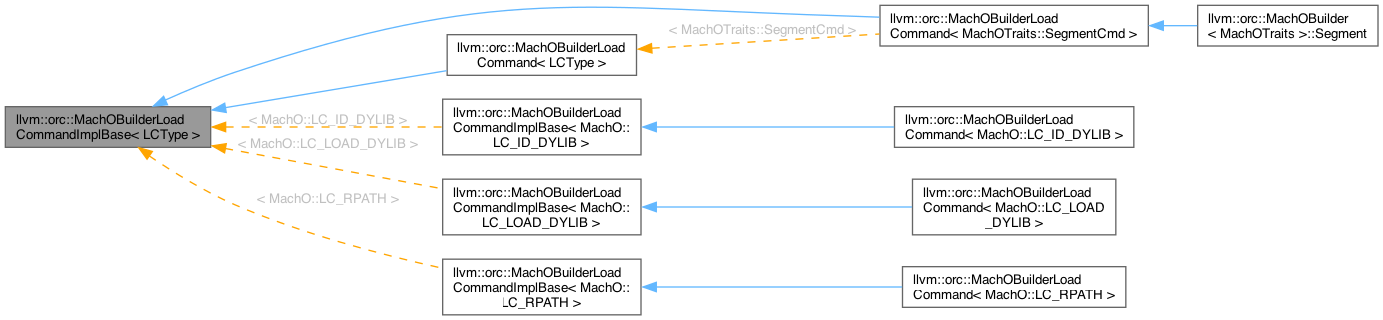 llvm::orc::MachOBuilderLoad
CommandImplBase< LCType >
llvm::orc::MachOBuilderLoad
Command< LCType >
< MachOTraits::SegmentCmd >
llvm::orc::MachOBuilderLoad
Command< MachOTraits::SegmentCmd >
llvm::orc::MachOBuilder
< MachOTraits >::Segment
< MachO::LC_ID_DYLIB >
llvm::orc::MachOBuilderLoad
CommandImplBase< MachO::
LC_ID_DYLIB >
llvm::orc::MachOBuilderLoad
Command< MachO::LC_ID_DYLIB >
< MachO::LC_LOAD_DYLIB >
llvm::orc::MachOBuilderLoad
CommandImplBase< MachO::
LC_LOAD_DYLIB >
llvm::orc::MachOBuilderLoad
Command< MachO::LC_LOAD
_DYLIB >
< MachO::LC_RPATH >
llvm::orc::MachOBuilderLoad
CommandImplBase< MachO::
LC_RPATH >
llvm::orc::MachOBuilderLoad
Command< MachO::LC_RPATH >